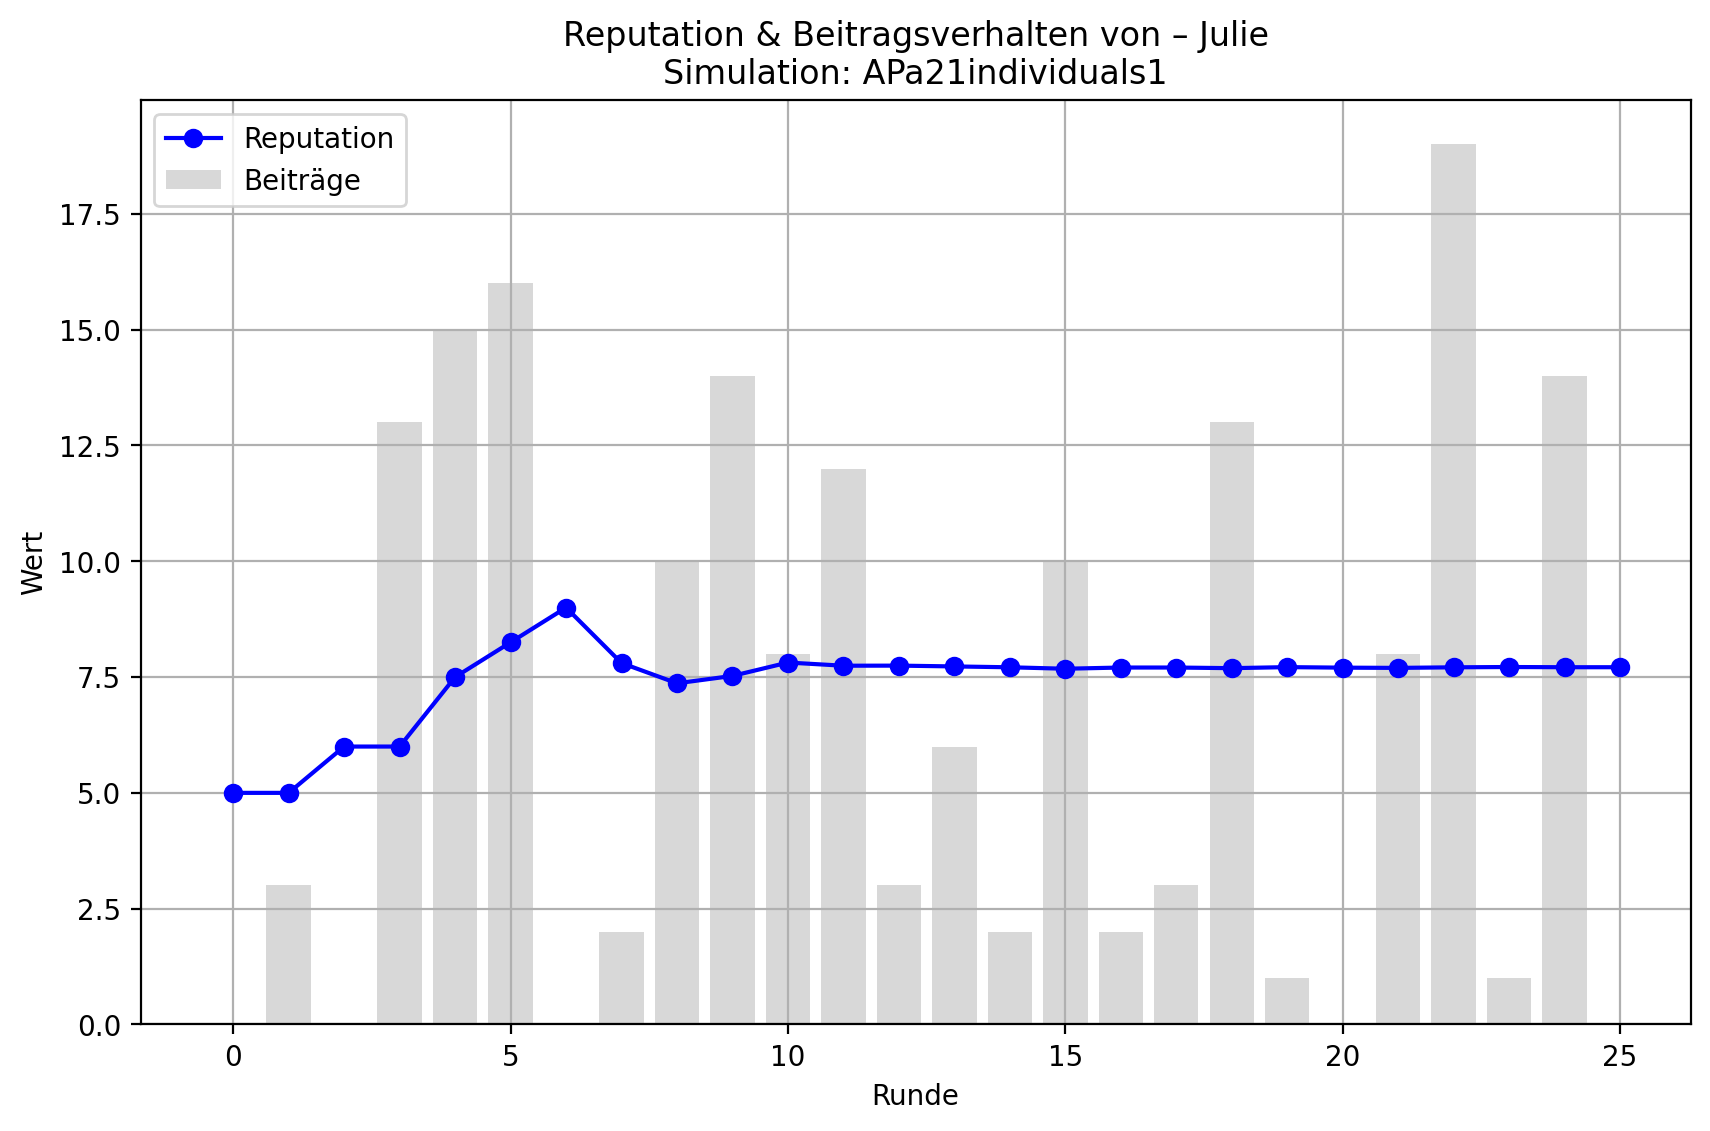 Reputation & Beitragsverhalten von – Julie
Simulation: APa21individuals1
Reputation
Beiträge
17.5
15.0
12.5
10.0
7.5
5.0
2.5
0.0
Wert
0 5 10 15 20 25
Runde